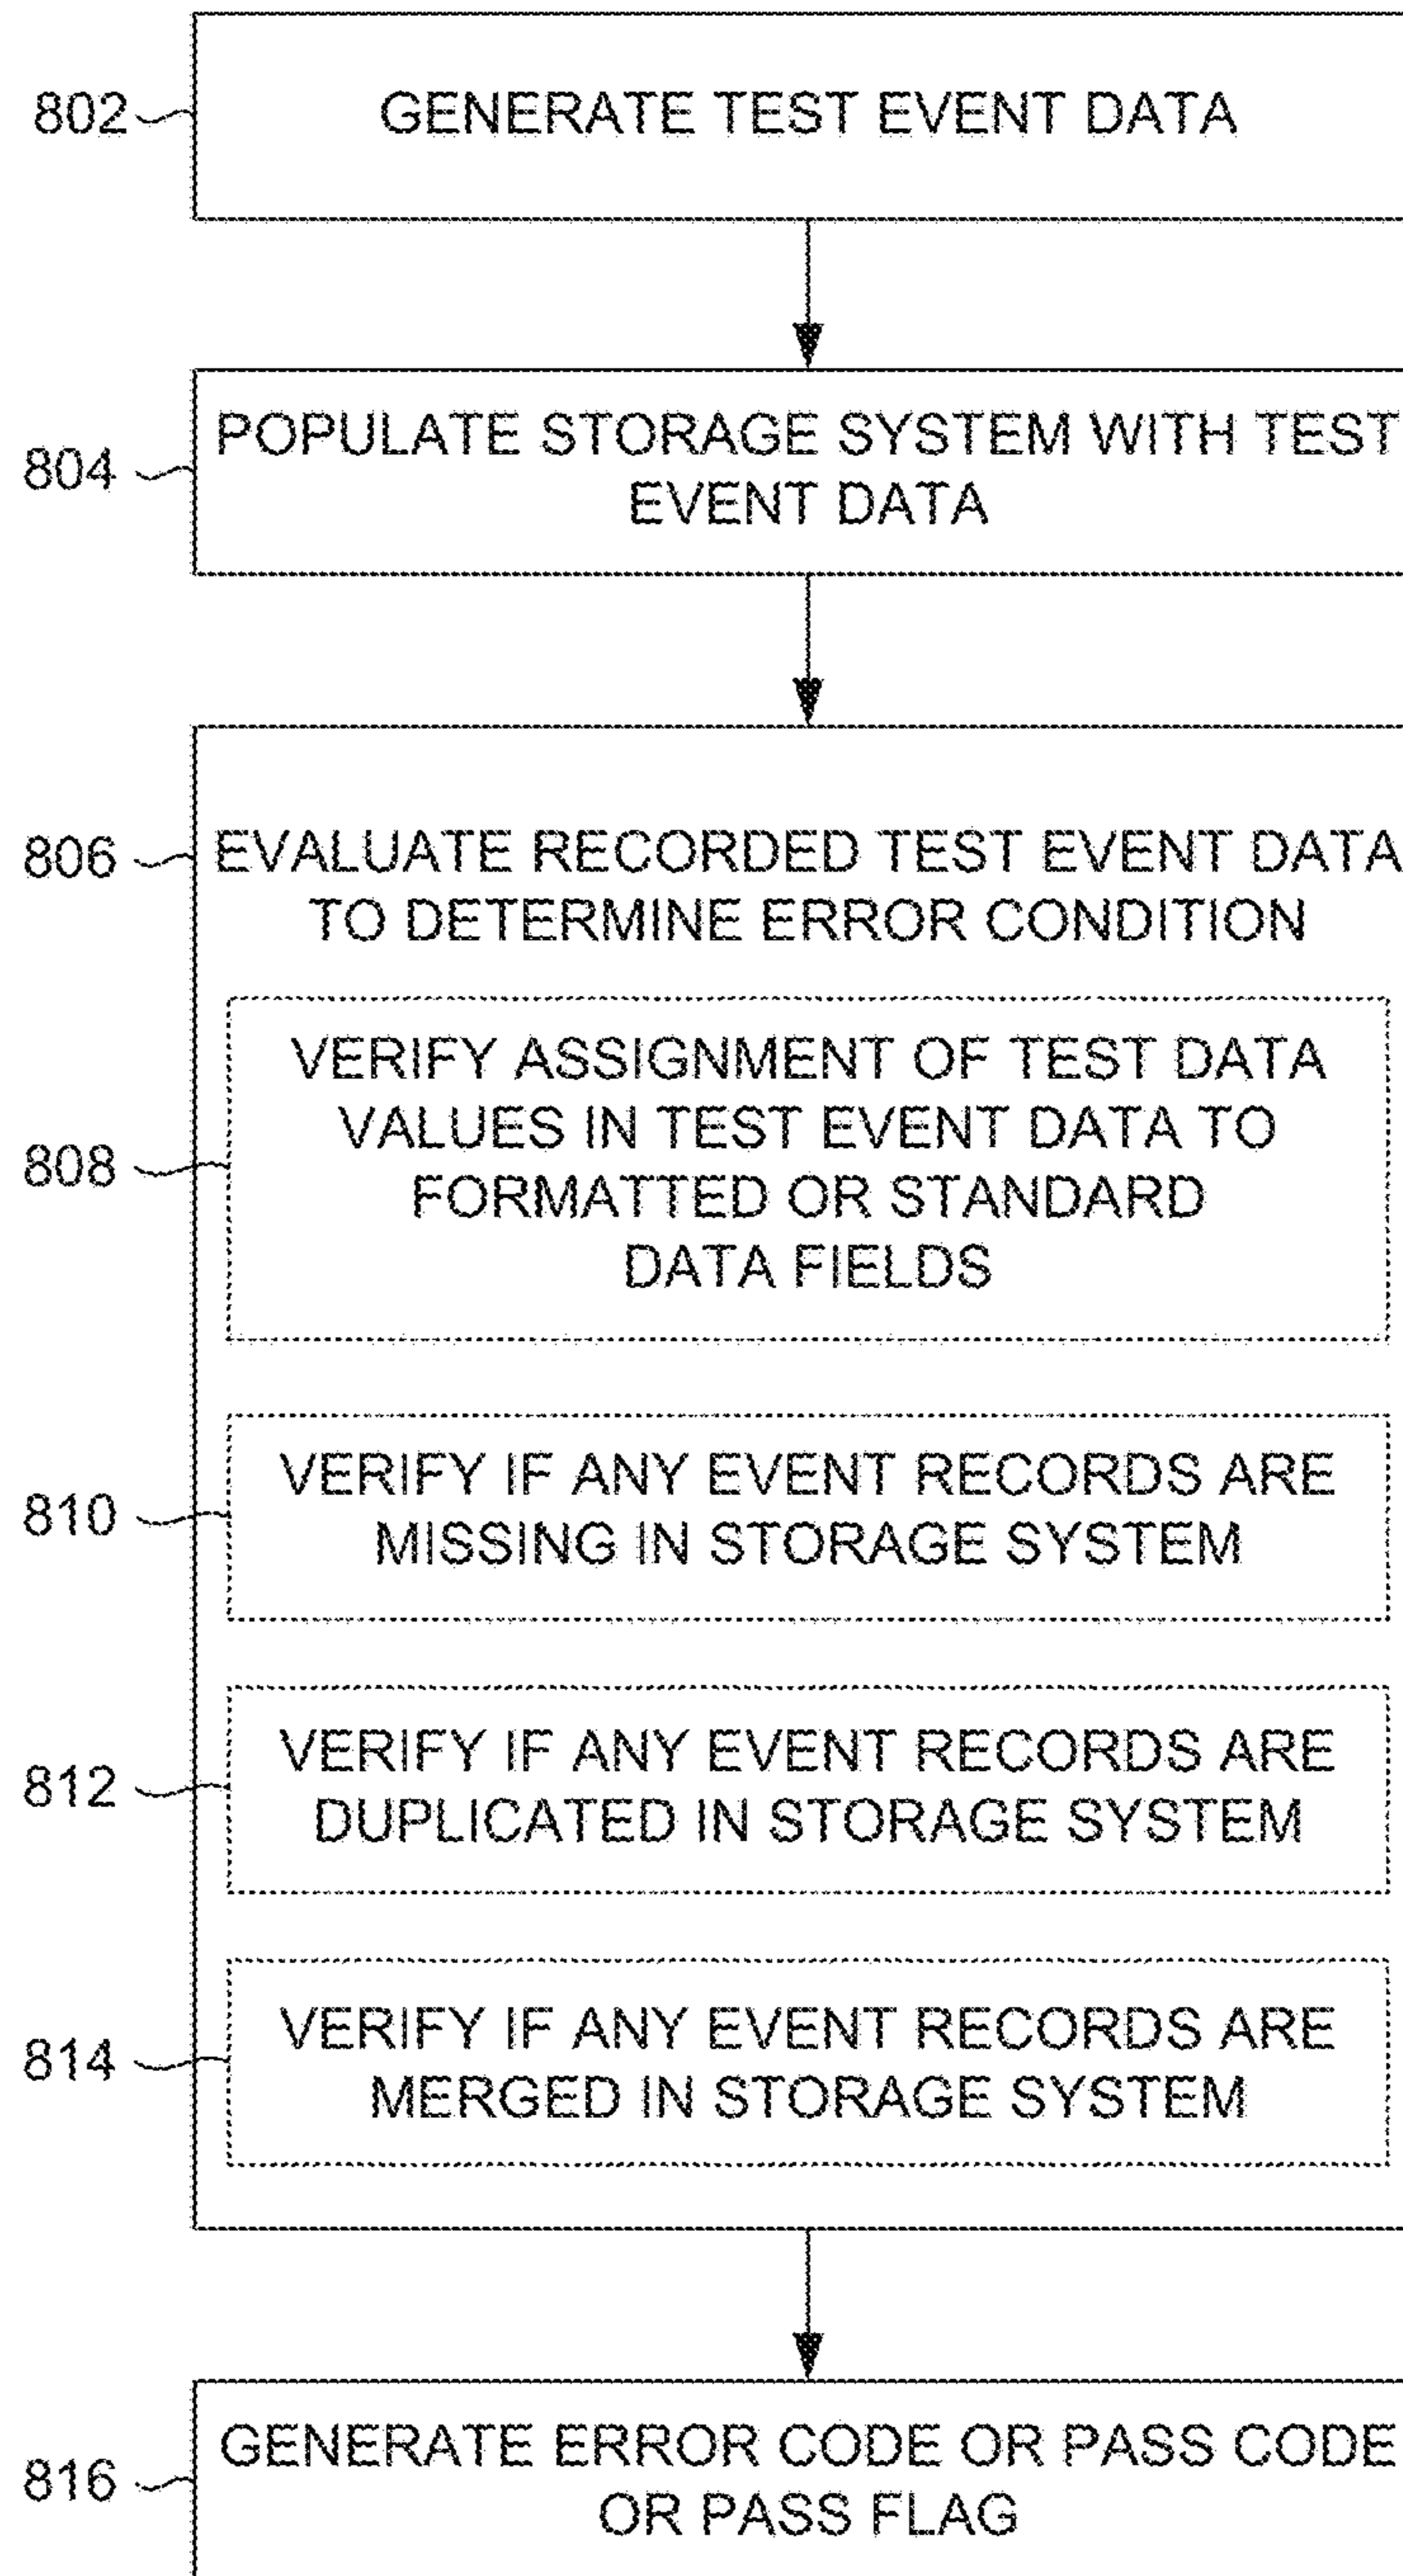 802
GENERATE TEST EVENT DATA
804
POPULATE STORAGE SYSTEM WITH TEST
EVENT DATA
806
EVALUATE RECORDED TEST EVENT DATA
TO DETERMINE ERROR CONDITION
808
VERIFY ASSIGNMENT OF TEST DATA
VALUES IN TEST EVENT DATA TO
FORMATTED OR STANDARD
DATA FIELDS
810
VERIFY IF ANY EVENT RECORDS ARE
MISSING IN STORAGE SYSTEM
812
VERIFY IF ANY EVENT RECORDS ARE
DUPLICATED IN STORAGE SYSTEM
814
VERIFY IF ANY EVENT RECORDS ARE
MERGED IN STORAGE SYSTEM
816
GENERATE ERROR CODE OR PASS CODE
OR PASS FLAG